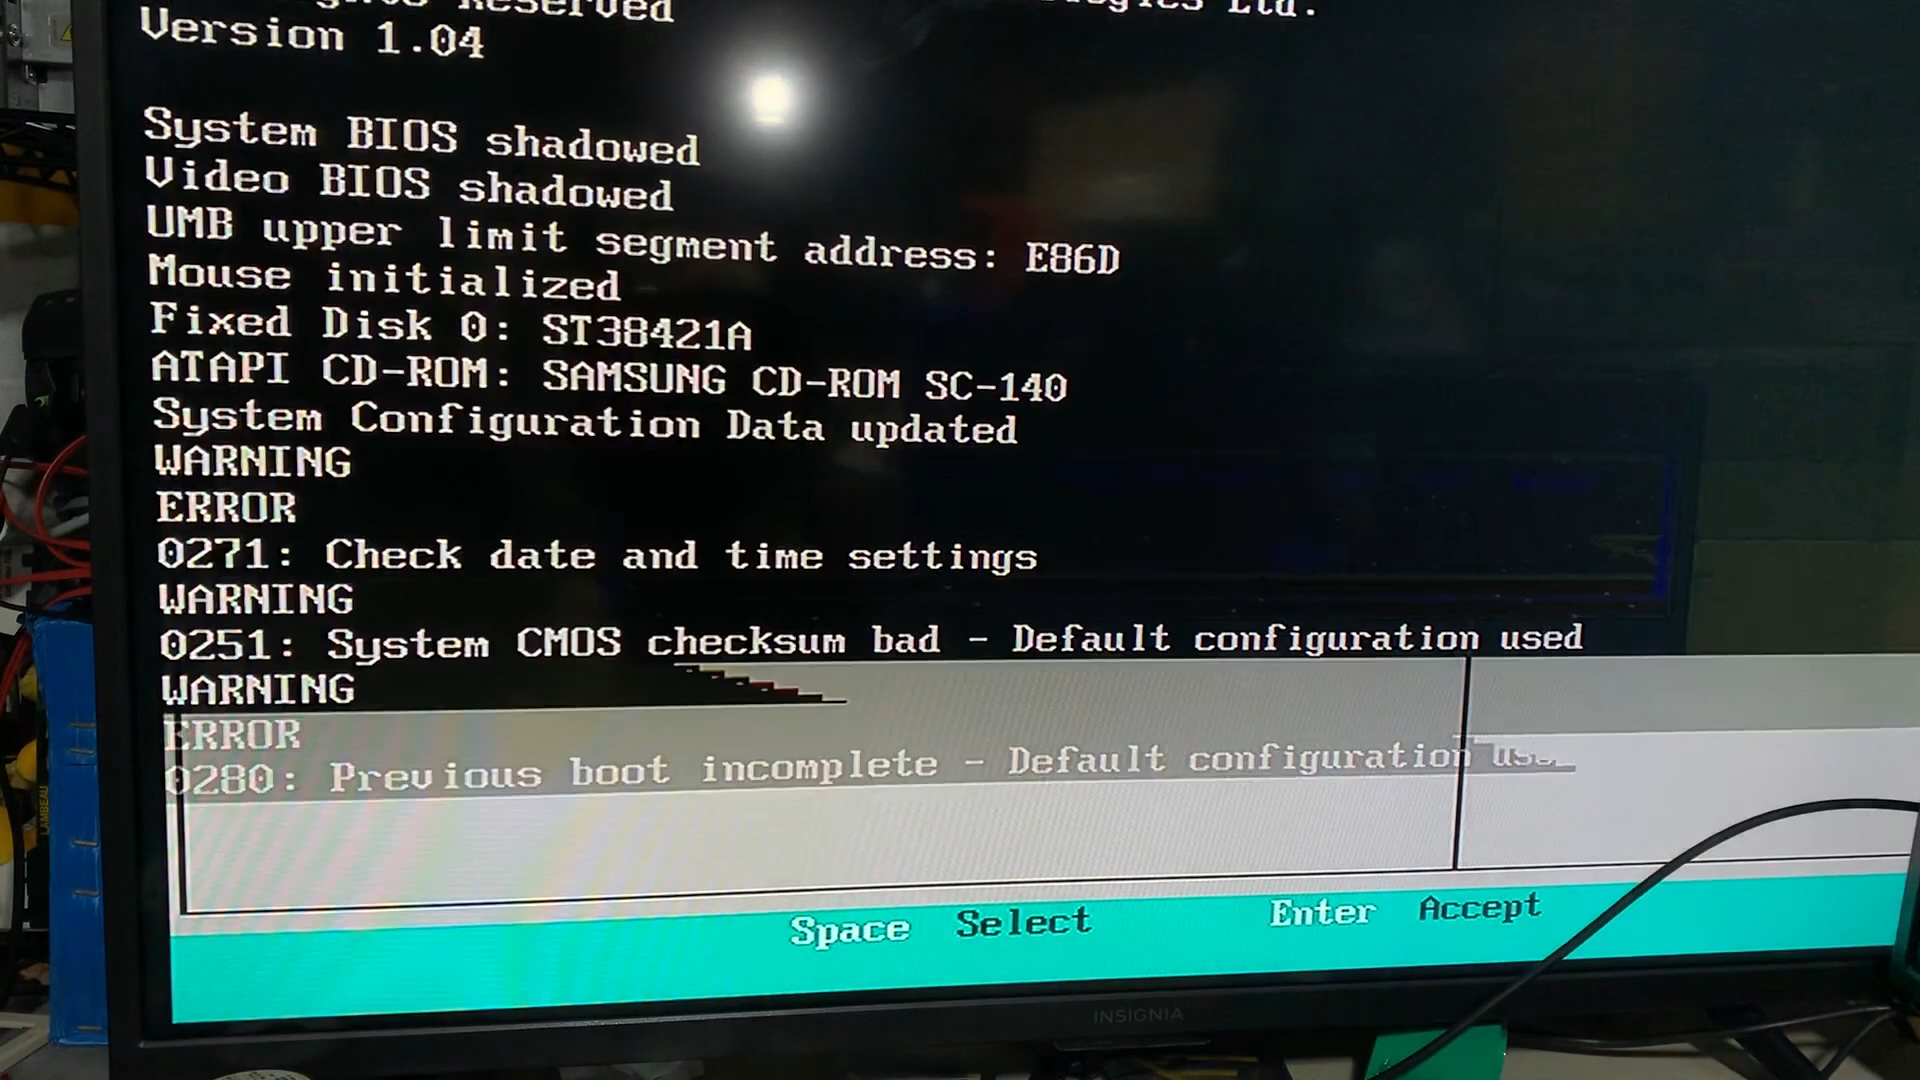 Reserved
Ltd.
Version 1.04
System BIOS shadowed
Video BIOS shadowed
UMB upper limit segment address: E86D
Mouse initialized
Fixed Disk 0: ST38421A
ATAPI CD-ROM: SAMSUNG CD-ROM SC-140
System Configuration Data updated
WARNING
ERROR
0271: Check date and time settings
WARNING
0251: System CMOS checksum bad - Default configuration used
WARNING
ERROR
0280: Previous boot incomplete - Default configuration
Space Select Enter Accept
INSIGNIA
LAMBEAU